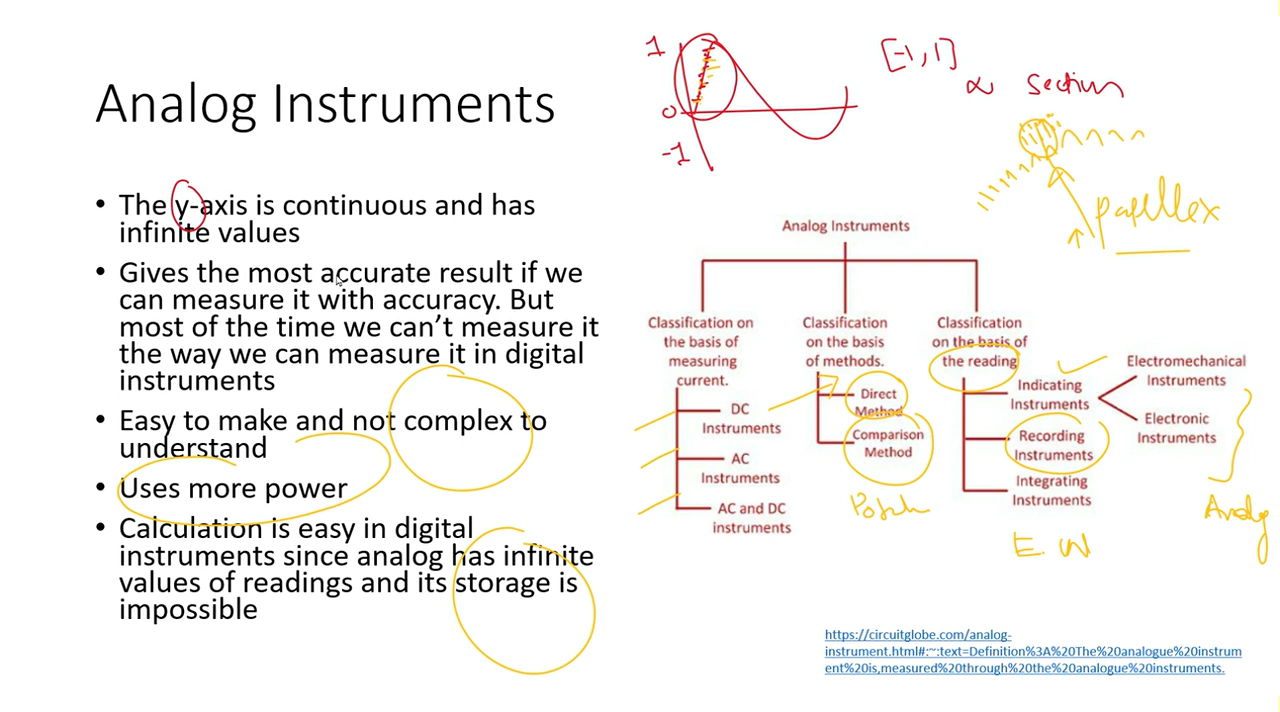 Analog Instruments
• The y-axis is continuous and has
infinite values
• Gives the most accurate result if we
can measure it with accuracy. But
most of the time we can’t measure it
the way we can measure it in digital
instruments
• Easy to make and not complex to
understand
• Uses more power
• Calculation is easy in digital
instruments since analog has infinite
values of readings and its storage is
impossible
1
0
-1
[-1,1]
∝ section
Analog Instruments
Classification on
the basis of
measuring
current.
DC
Instruments
AC
Instruments
AC and DC
instruments
Classification
on the basis
of methods.
Direct
Method
Comparison
Method
Classification
on the basis of
the reading
Indicating
Instruments
Recording
Instruments
Integrating
Instruments
Electromechanical
Instruments
Electronic
Instruments
E. W
Analog
https://circuitglobe.com/analog-
instrument.html#:~:text=Definition%3A%20The%20analogue%20instrum
ent%20is,measured%20through%20the%20analogue%20instruments.